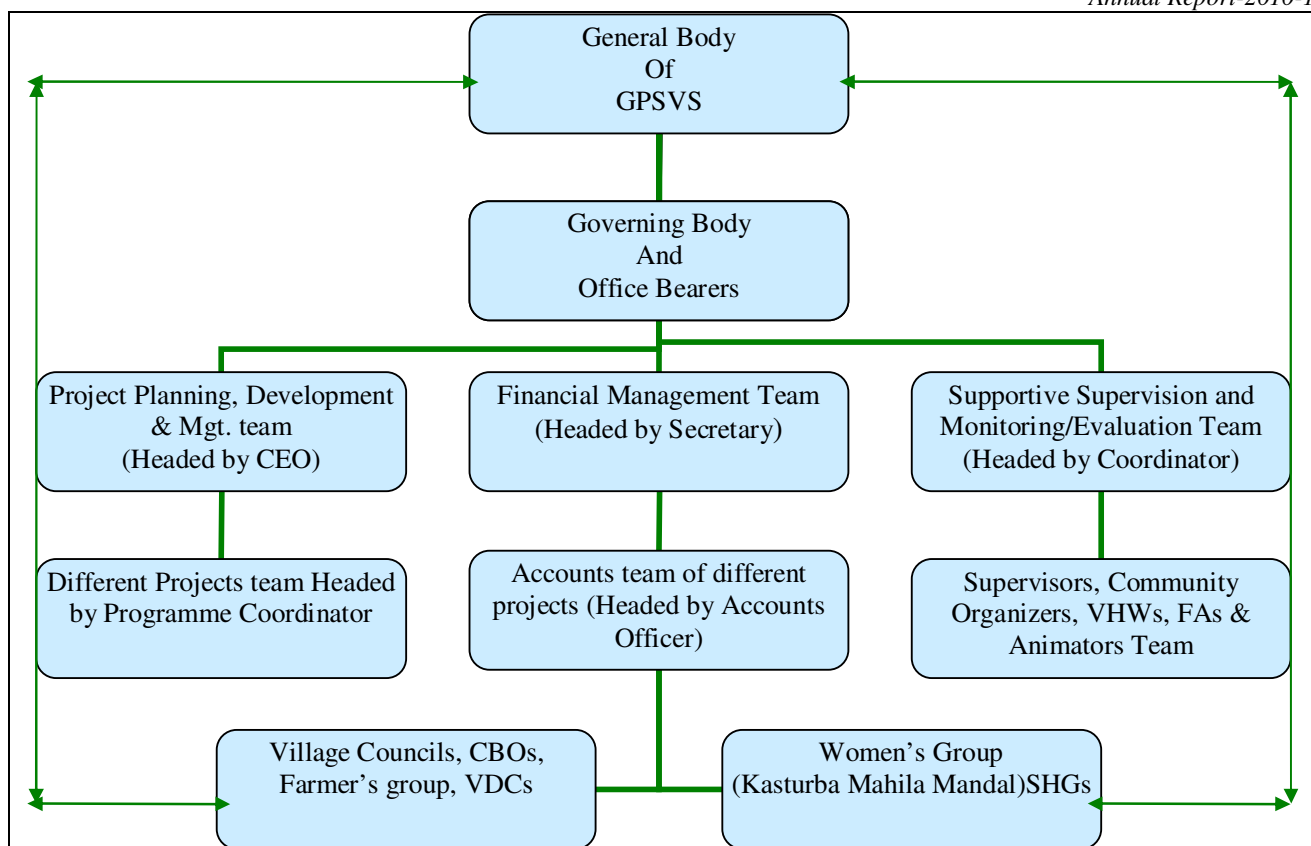 Annual Report-2010-1
General Body
Of
GPSVS
Governing Body
And
Office Bearers
Project Planning, Development
& Mgt. team
(Headed by CEO)
Financial Management Team
(Headed by Secretary)
Supportive Supervision and
Monitoring/Evaluation Team
(Headed by Coordinator)
Different Projects team Headed
by Programme Coordinator
Accounts team of different
projects (Headed by Accounts
Officer)
Supervisors, Community
Organizers, VHWs, FAs &
Animators Team
Village Councils, CBOs,
Farmer's group, VDCs
Women's Group
(Kasturba Mahila Mandal)SHGs